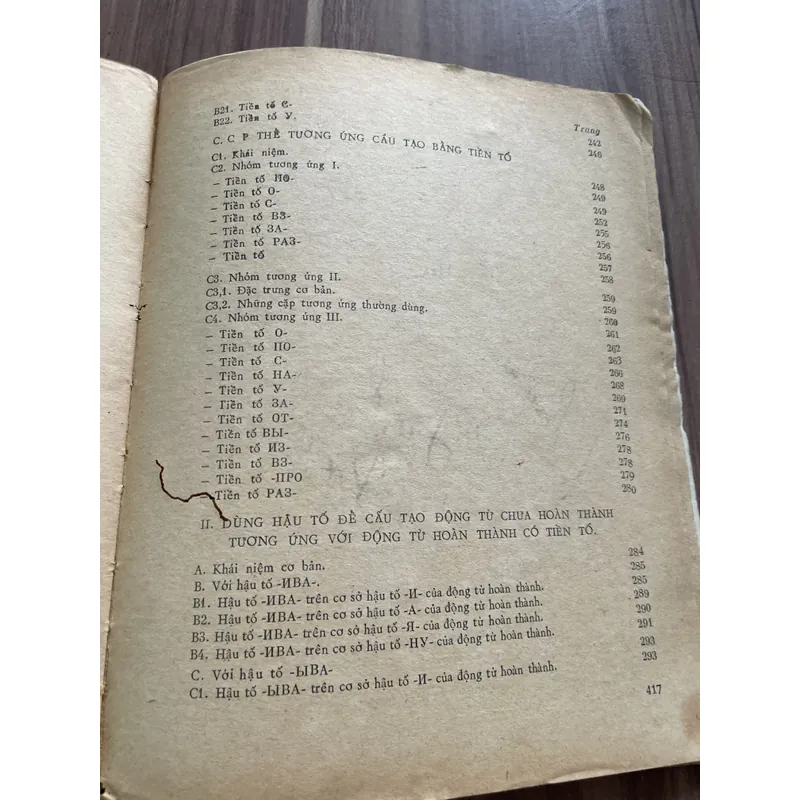 Trang
B21. Tiền tố С- 242
B22. Tiền tố У. 246
C. C P THỂ TƯƠNG ỨNG CẤU TẠO BẰNG TIỀN TỐ
C1. Khái niệm. 248
C2. Nhóm tương ứng I. 249
— Tiền tố ПО- 249
— Tiền tố О- 252
— Tiền tố С- 255
— Tiền tố ВЗ- 256
— Tiền tố ЗА- 256
— Tiền tố РАЗ- 257
— Tiền tố 258
C3. Nhóm tương ứng II. 259
C3,1. Đặc trưng cơ bản. 259
C3,2. Những cặp tương ứng thường dùng. 260
C4. Nhóm tương ứng III. 261
— Tiền tố О- 262
— Tiền tố ПО- 263
— Tiền tố С- 266
— Tiền tố НА- 268
— Tiền tố У- 269
— Tiền tố ЗА- 271
— Tiền tố ОТ- 274
— Tiền tố ВЫ- 276
— Tiền tố ИЗ- 278
— Tiền tố ВЗ- 278
— Tiền tố -ПРО 279
— Tiền tố РАЗ- 280
II. DÙNG HẬU TỐ ĐỂ CẤU TẠO ĐỘNG TỪ CHƯA HOÀN THÀNH
TƯƠNG ỨNG VỚI ĐỘNG TỪ HOÀN THÀNH CÓ TIỀN TỐ.
A. Khái niệm cơ bản. 284
B. Với hậu tố -ИВА-. 285
B1. Hậu tố -ИВА- trên cơ sở hậu tố -И- của động từ hoàn thành. 285
B2. Hậu tố -ИВА- trên cơ sở hậu tố -А- của động từ hoàn thành. 289
B3. Hậu tố -ИВА- trên cơ sở hậu tố -Я- của động từ hoàn thành. 290
B4. Hậu tố -ИВА- trên cơ sở hậu tố -НУ- của động từ hoàn thành. 291
C. Với hậu tố -ЫВА- 293
C1. Hậu tố -ЫВА- trên cơ sở hậu tố -И- của động từ hoàn thành. 293
417